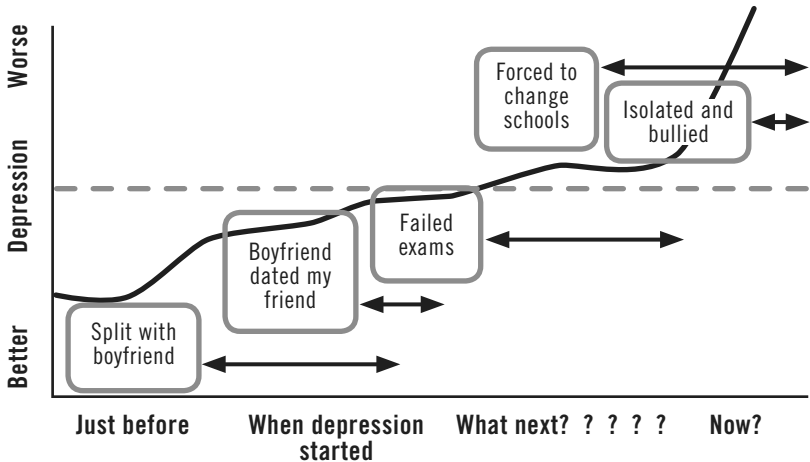 Worse
Depression
Better
Forced to
change
schools
Isolated and
bullied
Failed
exams
Boyfriend
dated my
friend
Split with
boyfriend
Just before
When depression
started
What next? ? ? ? ?
Now?